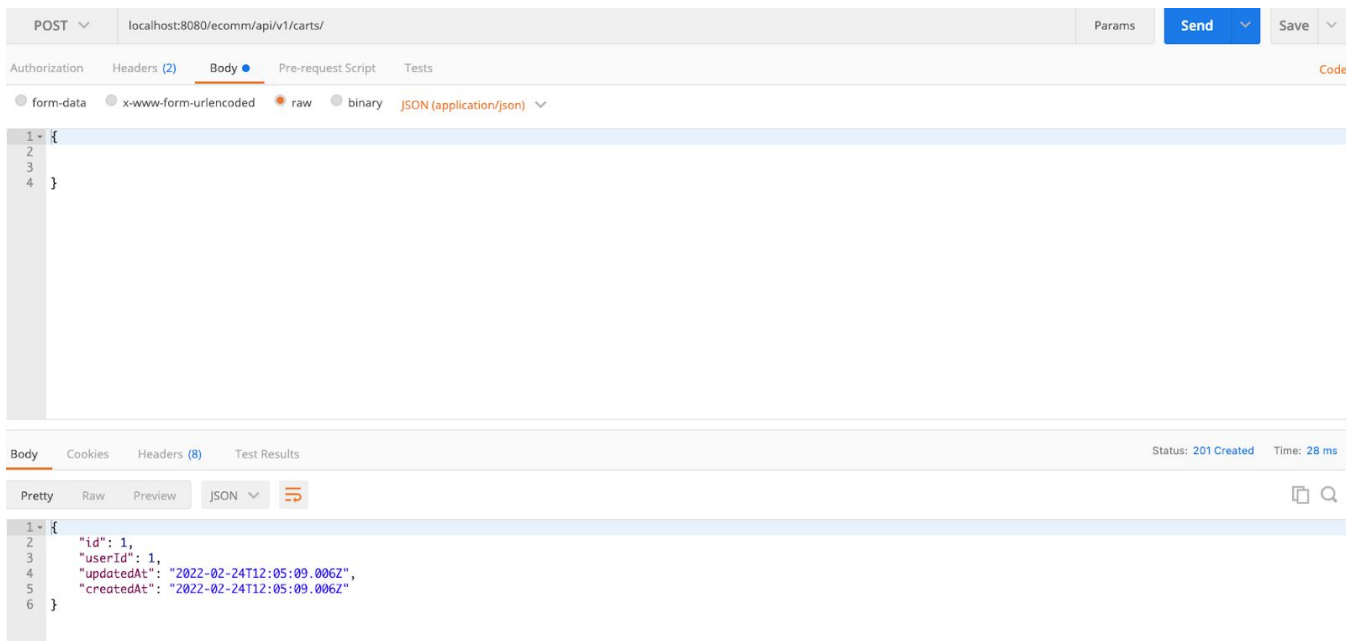 POST localhost:8080/ecomm/api/v1/carts/ Params Send Save
Authorization Headers (2) Body Pre-request Script Tests Code
form-data x-www-form-urlencoded raw binary JSON (application/json)
1 {
2
3
4 }
Body Cookies Headers (8) Test Results Status: 201 Created Time: 28 ms
Pretty Raw Preview JSON
1 {
2 "id": 1,
3 "userId": 1,
4 "updatedAt": "2022-02-24T12:05:09.006Z",
5 "createdAt": "2022-02-24T12:05:09.006Z"
6 }